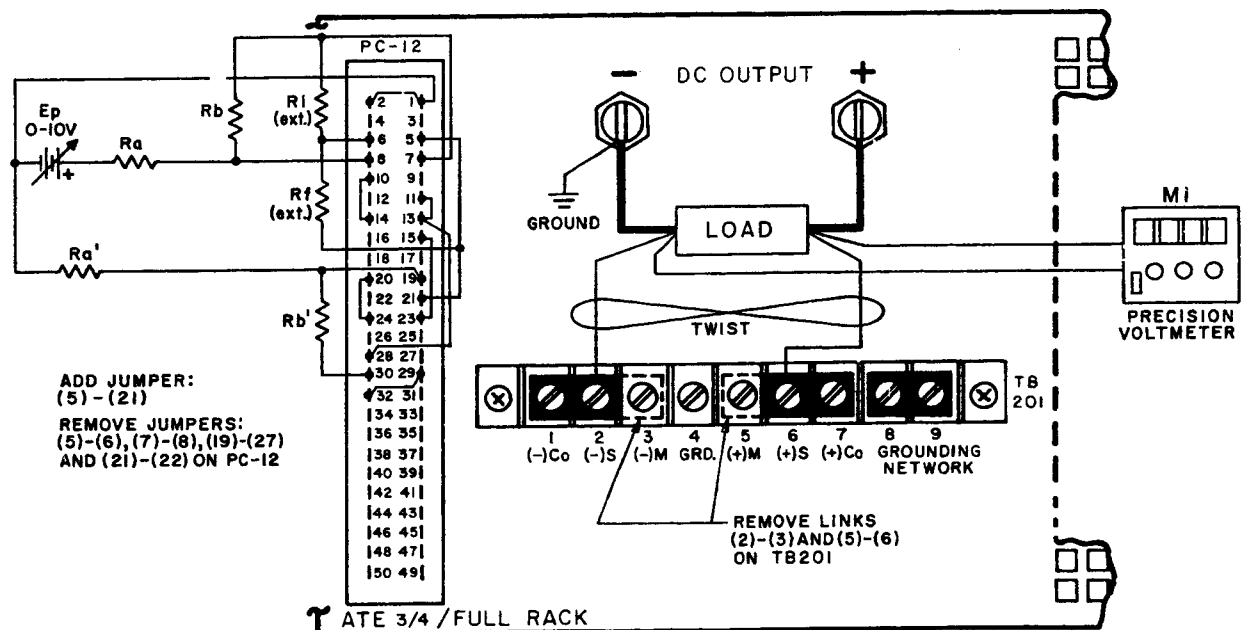 PC-12
− DC OUTPUT +
Ep
0-10V
+
Ra
Rb
Ri
(ext.)
Rf
(ext.)
Ra'
Rb'
2 1
4 3
6 5
8 7
10 9
12 11
14 13
16 15
18 17
20 19
22 21
24 23
26 25
28 27
30 29
32 31
34 33
36 35
38 37
40 39
42 41
44 43
46 45
48 47
50 49
GROUND
LOAD
TWIST
Mi
PRECISION
VOLTMETER
ADD JUMPER:
(5)-(21)
REMOVE JUMPERS:
(5)-(6), (7)-(8), (19)-(27)
AND (21)-(22) ON PC-12
TB
201
1 2 3 4 5 6 7 8 9
(-)Co (-)S (-)M GRD. (+)M (+)S (+)Co GROUNDING
NETWORK
REMOVE LINKS
(2)-(3) AND (5)-(6)
ON TB201
ATE 3/4 / FULL RACK